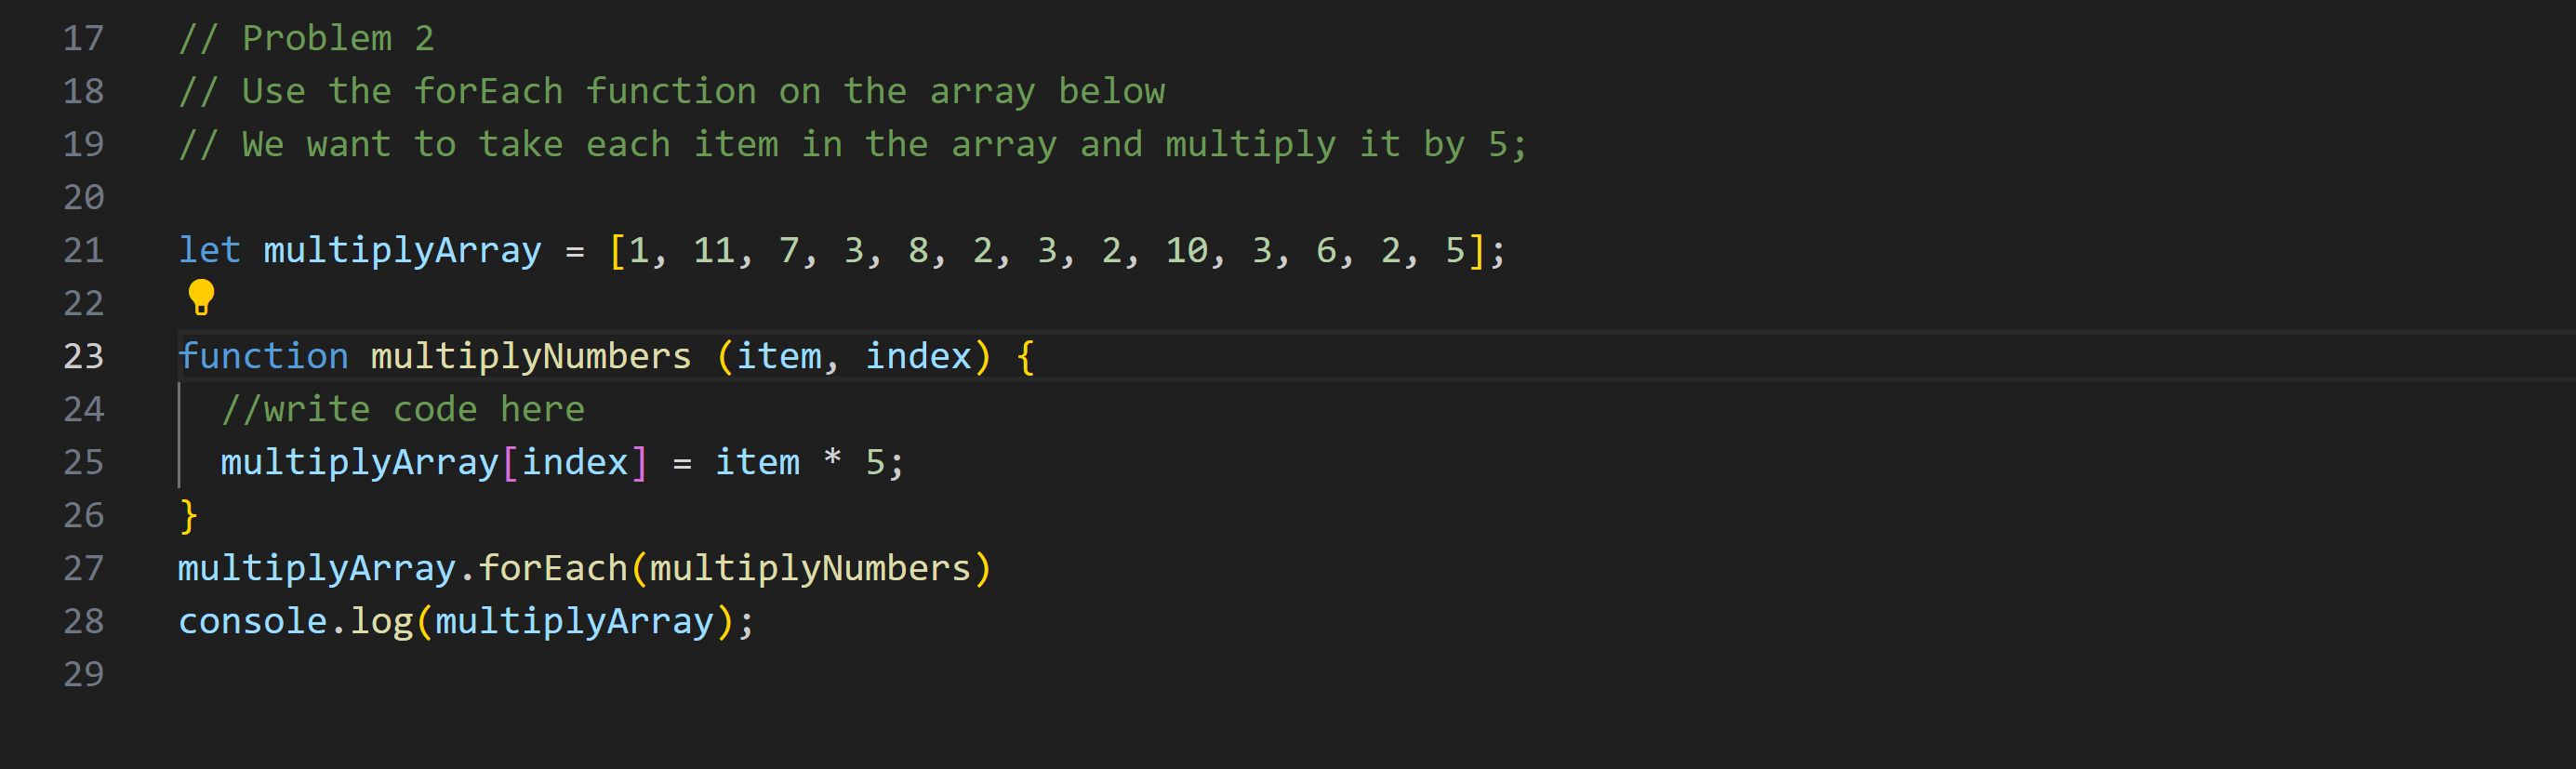 17 // Problem 2
18 // Use the forEach function on the array below
19 // We want to take each item in the array and multiply it by 5;
20
21 let multiplyArray = [1, 11, 7, 3, 8, 2, 3, 2, 10, 3, 6, 2, 5];
22
23 function multiplyNumbers (item, index) {
24   //write code here
25   multiplyArray[index] = item * 5;
26 }
27 multiplyArray.forEach(multiplyNumbers)
28 console.log(multiplyArray);
29